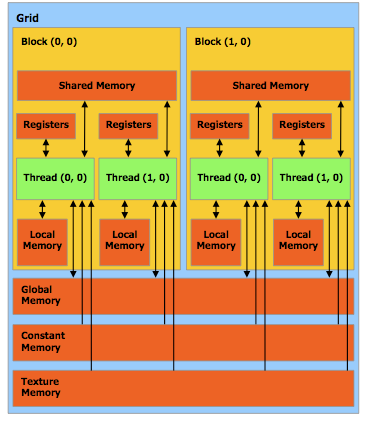 Grid
Block (0, 0)
Block (1, 0)
Shared Memory
Shared Memory
Registers
Registers
Registers
Registers
Thread (0, 0)
Thread (1, 0)
Thread (0, 0)
Thread (1, 0)
Local
Memory
Local
Memory
Local
Memory
Local
Memory
Global
Memory
Constant
Memory
Texture
Memory